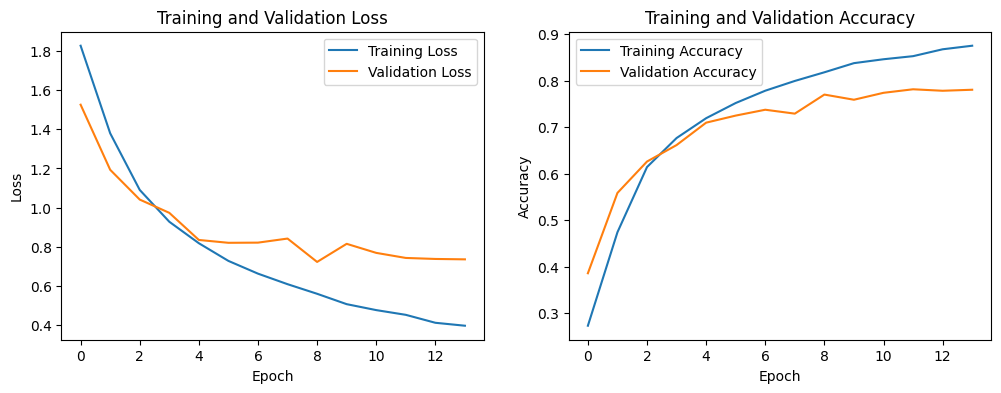 Training and Validation Loss
Training Loss
Validation Loss
Loss
1.8
1.6
1.4
1.2
1.0
0.8
0.6
0.4
0 2 4 6 8 10 12
Epoch
Training and Validation Accuracy
Training Accuracy
Validation Accuracy
Accuracy
0.9
0.8
0.7
0.6
0.5
0.4
0.3
0 2 4 6 8 10 12
Epoch